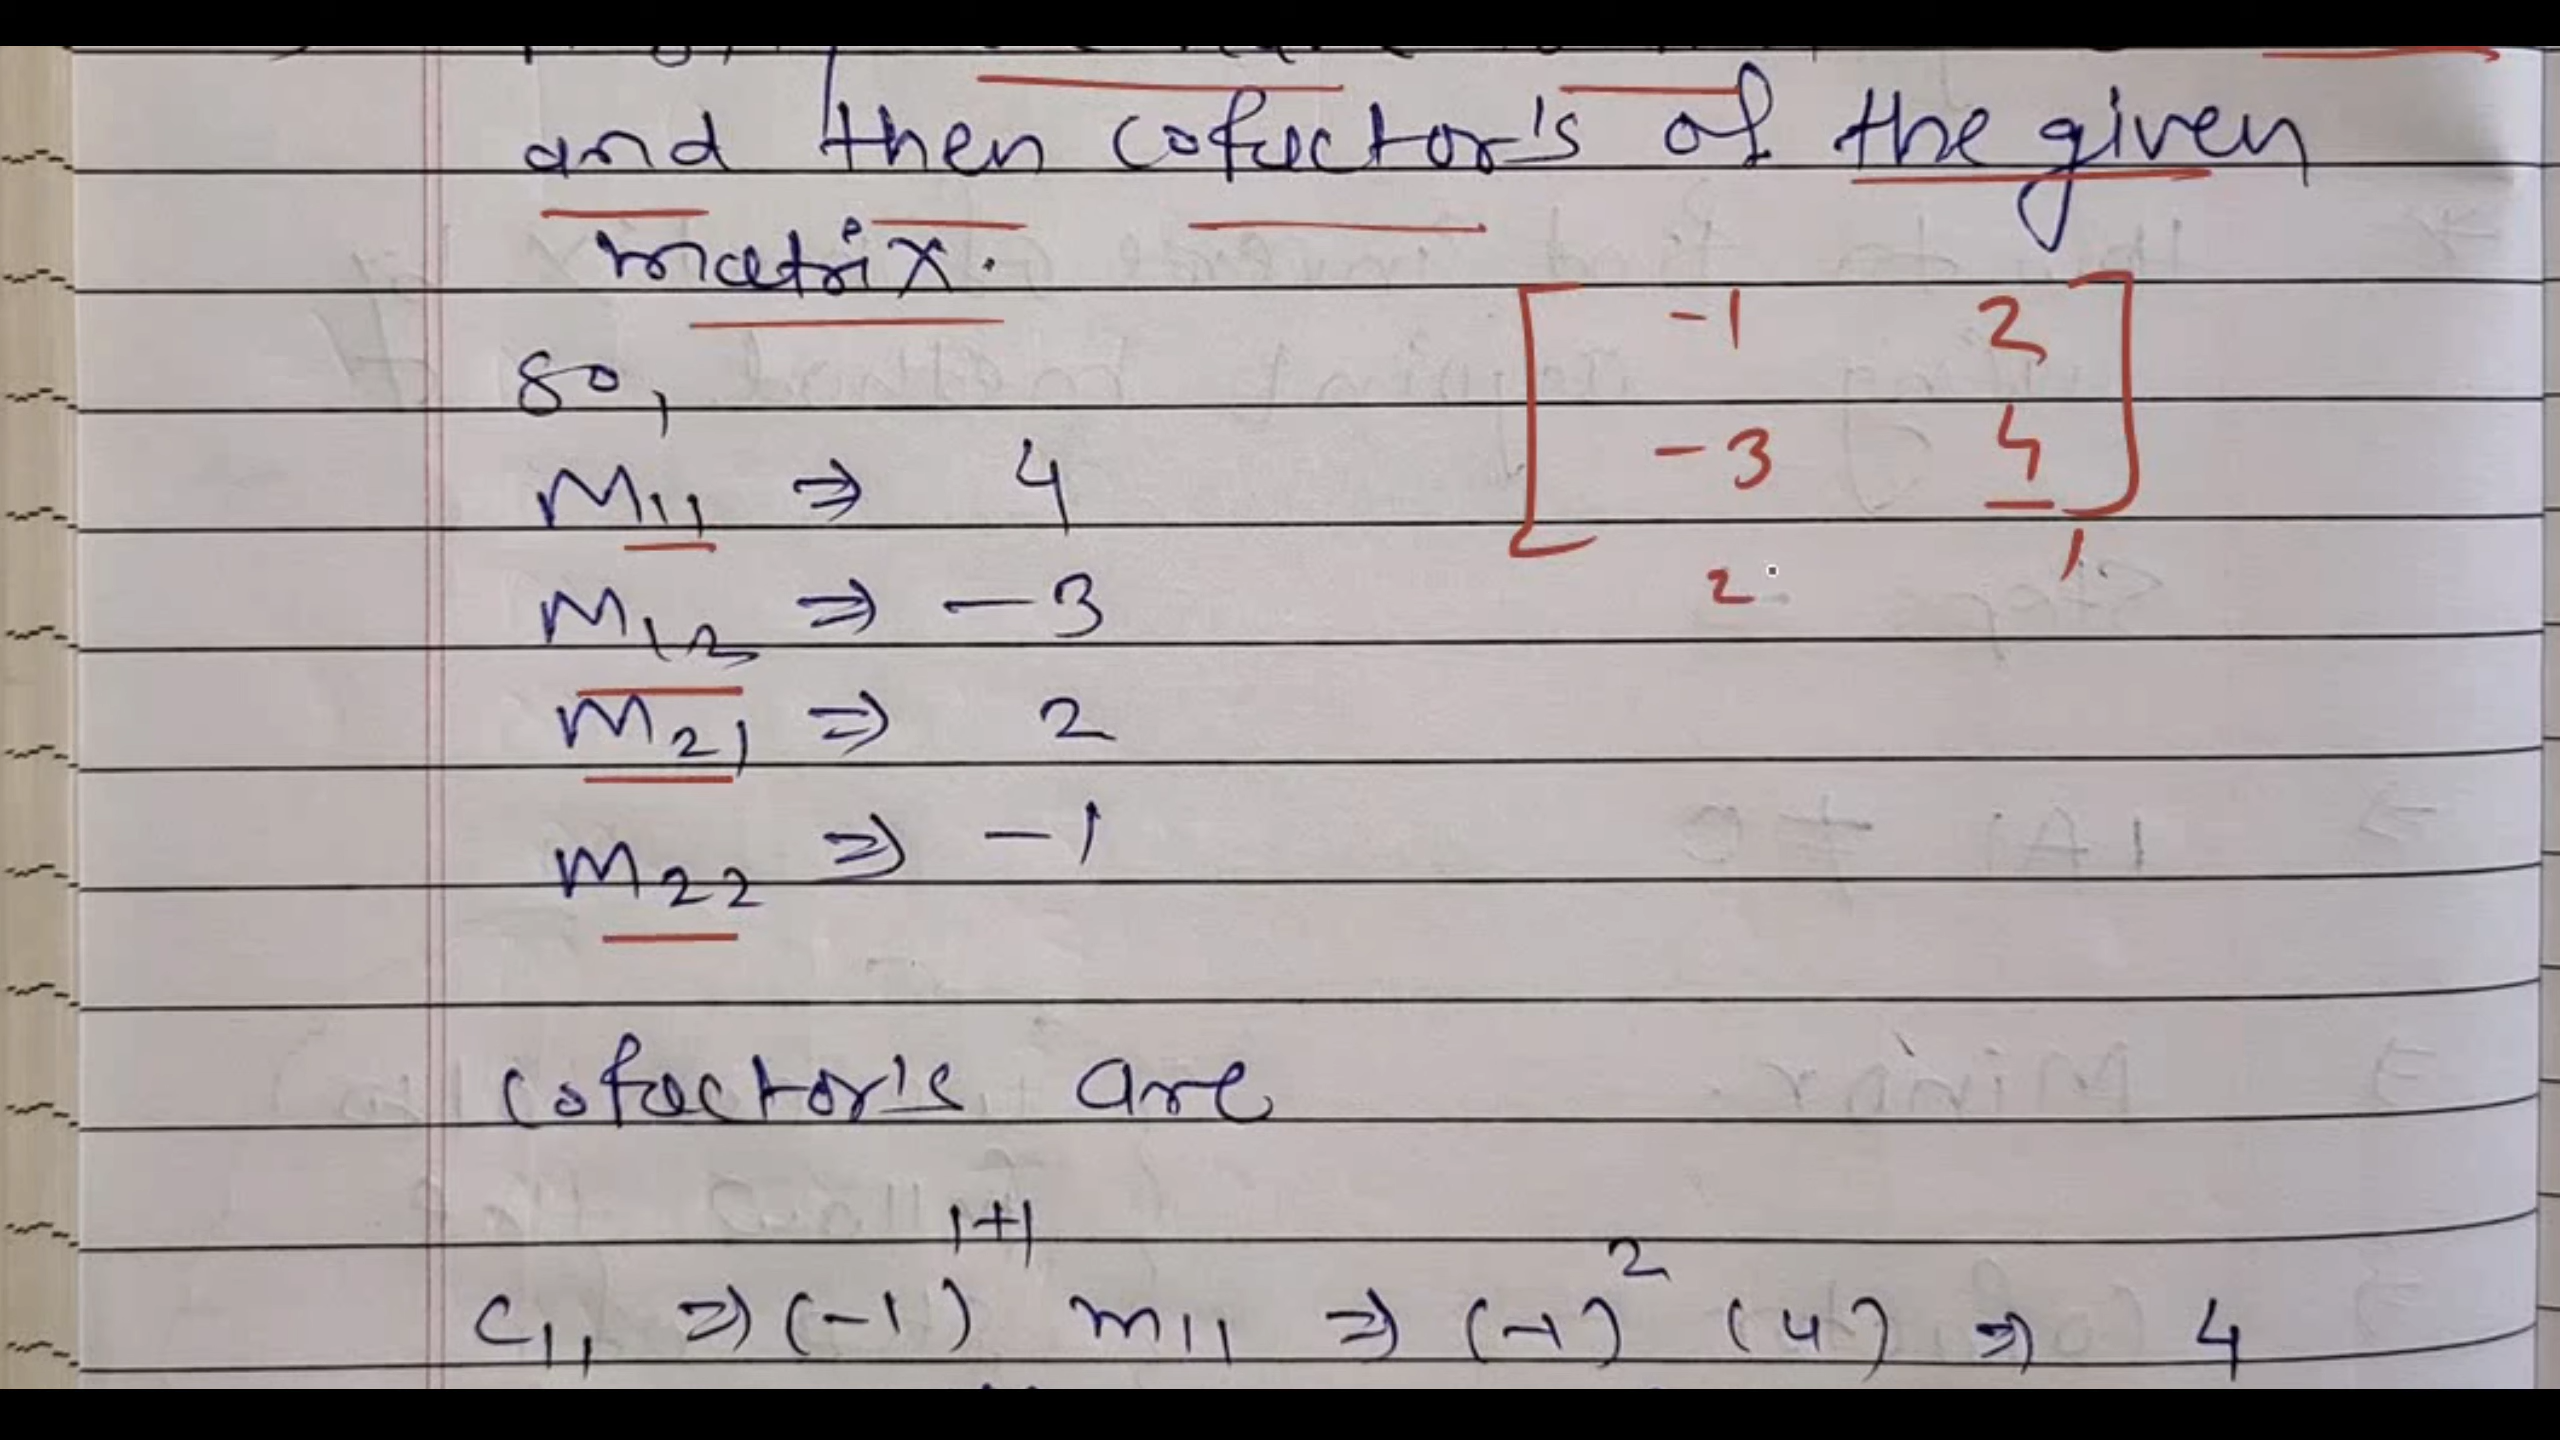 and then cofactor's of the given
matrix.
-1 2
-3 4
2 1
so,
M11 ⇒ 4
M12 ⇒ -3
M21 ⇒ 2
M22 ⇒ -1
cofactor's are
C11 ⇒ (-1)^1+1 M11 ⇒ (-1)^2 (4) ⇒ 4